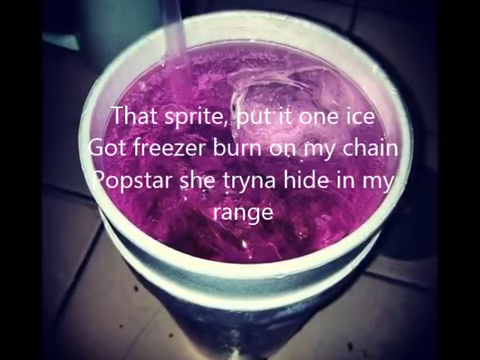 That sprite, put it one ice
Got freezer burn on my chain
Popstar she tryna hide in my
range